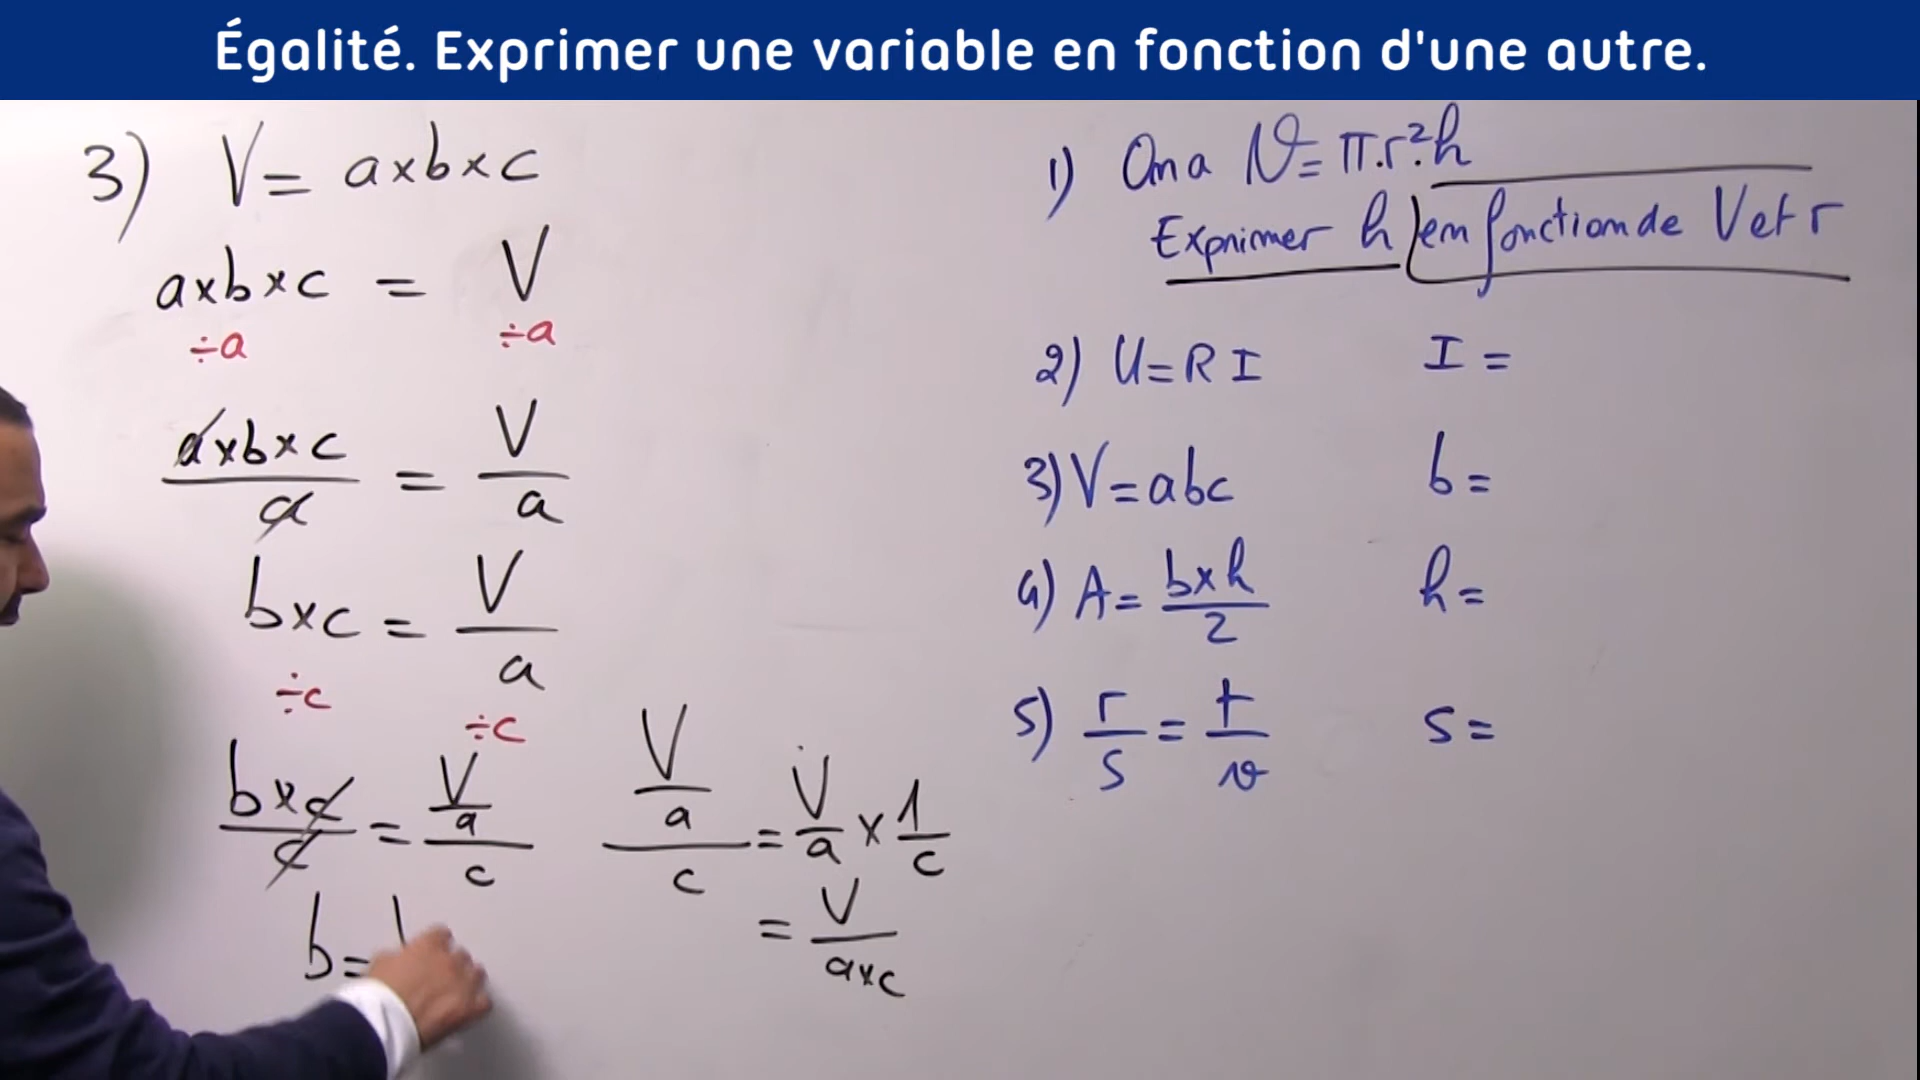 Égalité. Exprimer une variable en fonction d'une autre.
3) V = a×b×c
a×b×c = V
÷a ÷a
a×b×c/a = V/a
b×c = V/a
÷c ÷c
b×c/c = V/a/c
b=
V/a/c = V/a × 1/c
= V/a×c
1) On a V = π.r².h
Exprimer h en fonction de V et r
2) U = R I I =
3) V = abc b =
4) A = b×h/2 h =
5) r/s = t/v s =